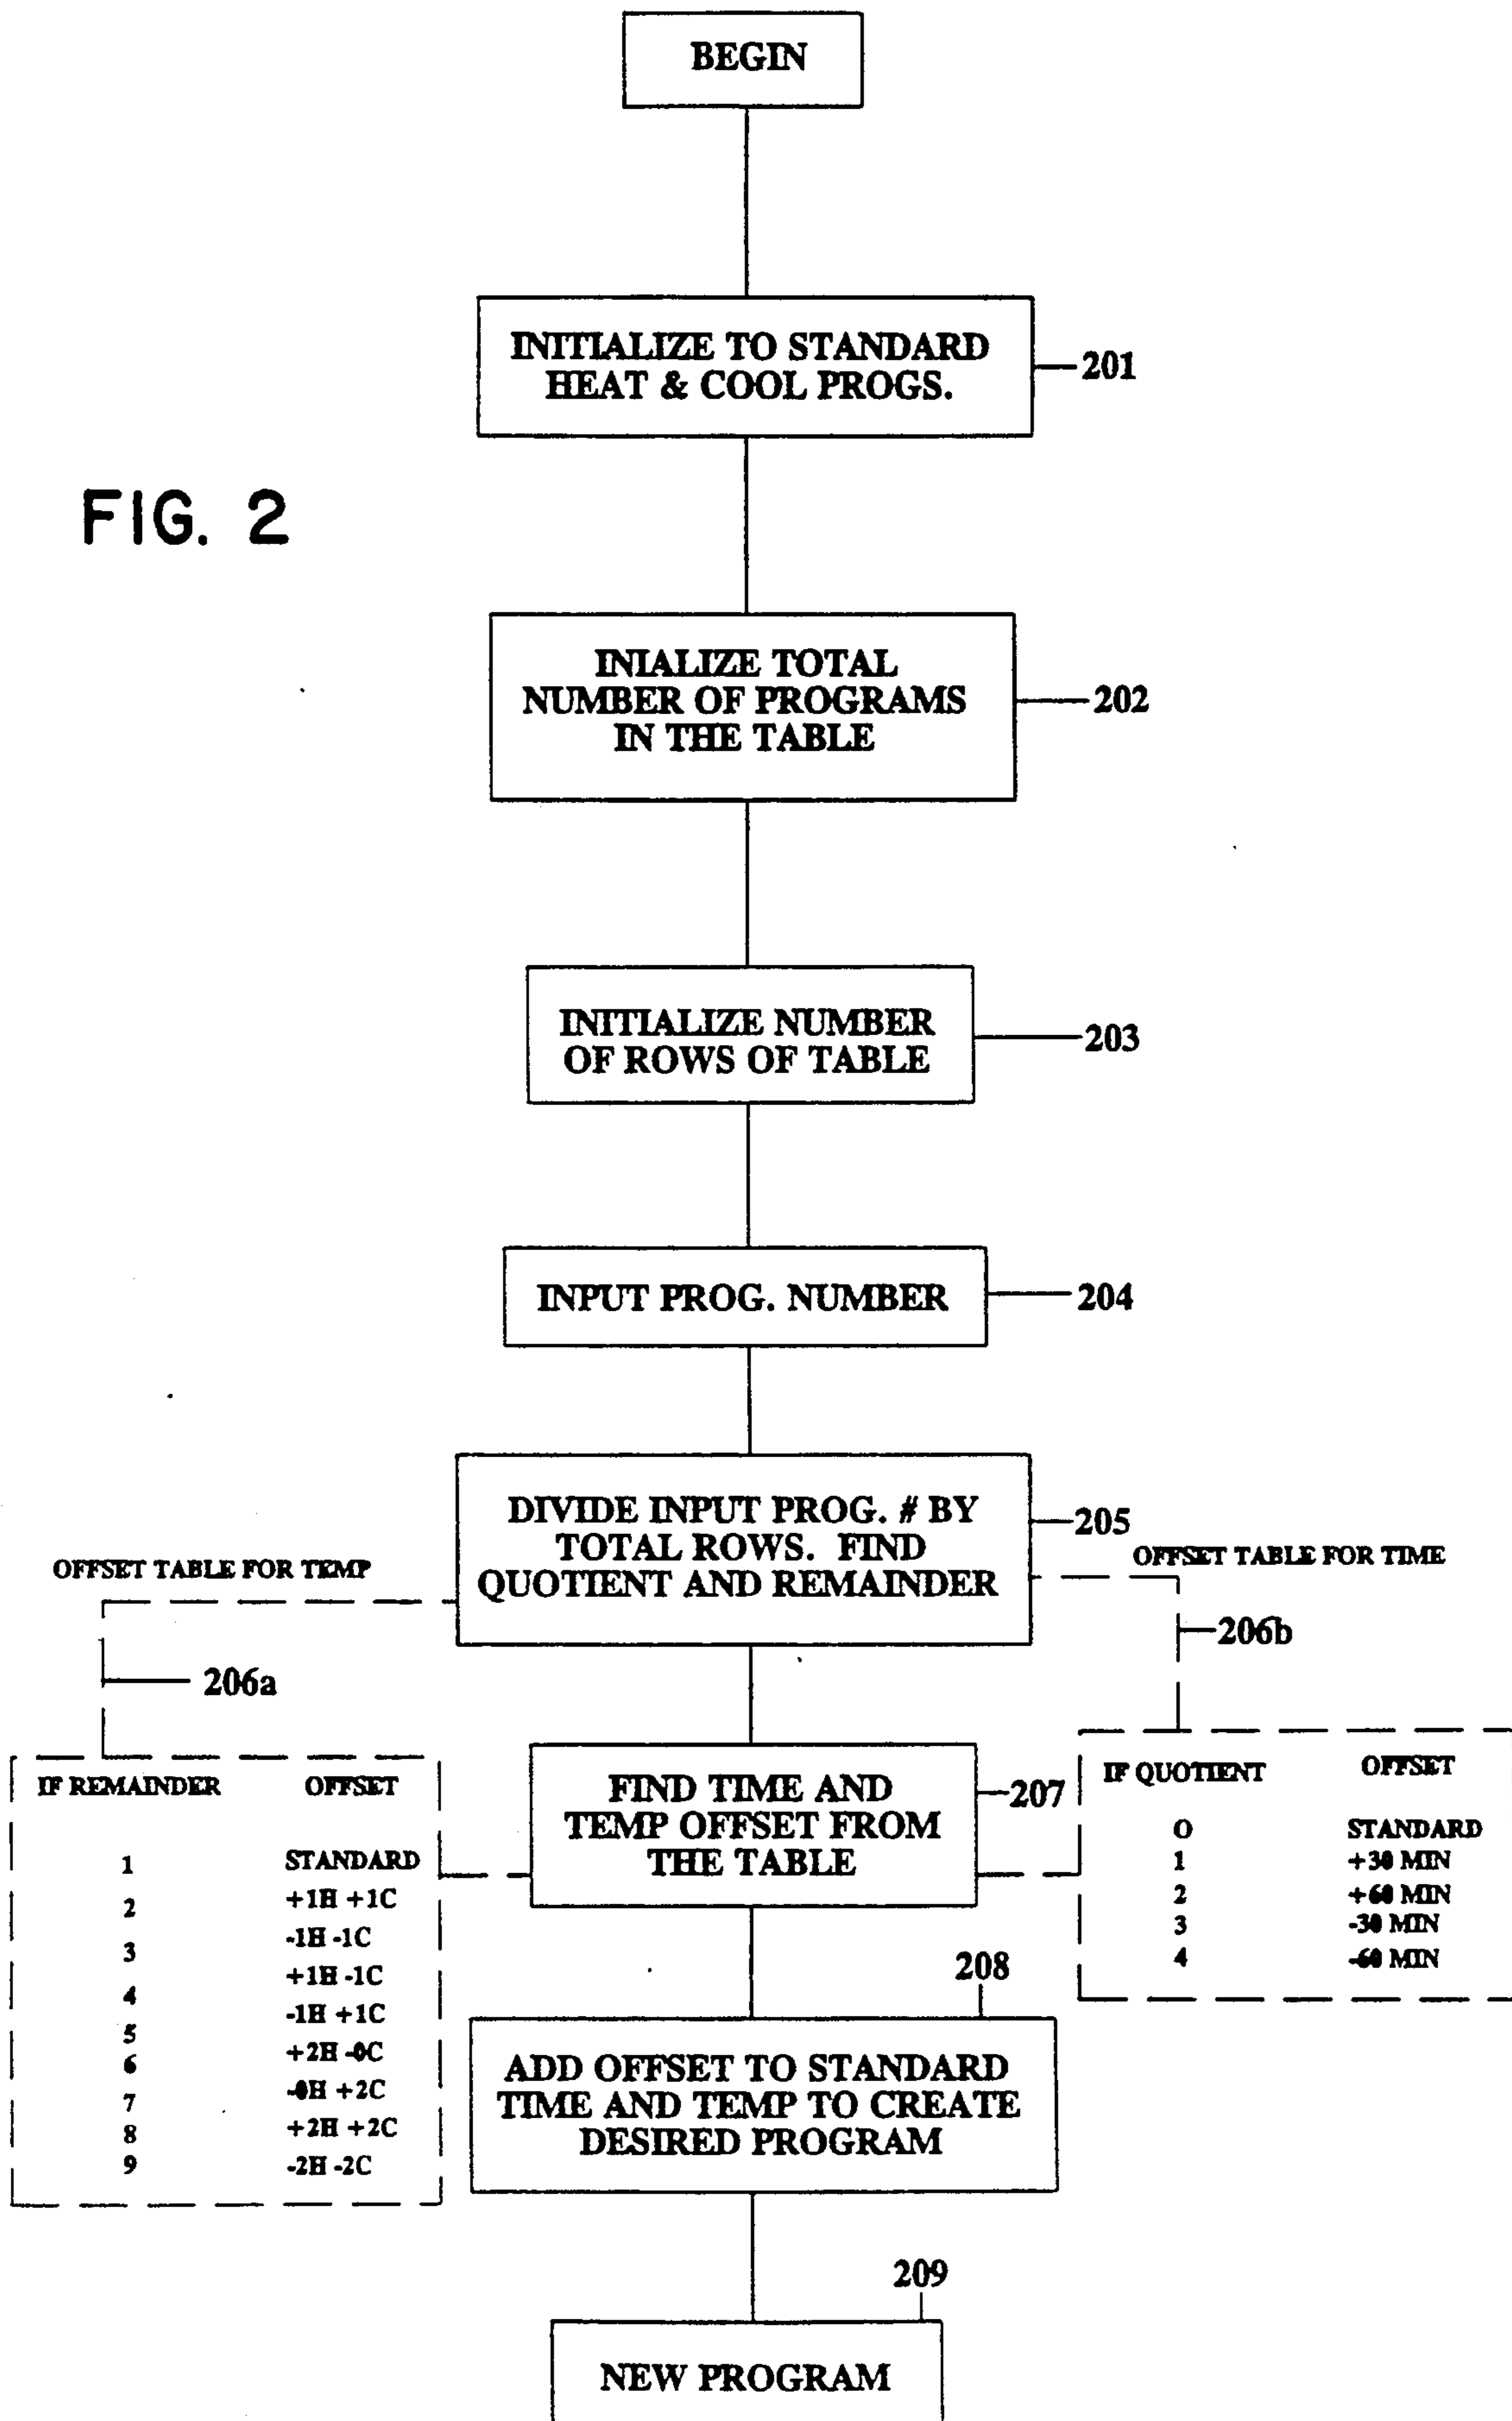 BEGIN
INITIALIZE TO STANDARD
HEAT & COOL PROGS.
201
FIG. 2
INIALIZE TOTAL
NUMBER OF PROGRAMS
IN THE TABLE
202
INITIALIZE NUMBER
OF ROWS OF TABLE
203
INPUT PROG. NUMBER
204
DIVIDE INPUT PROG. # BY
TOTAL ROWS. FIND
QUOTIENT AND REMAINDER
205
OFFSET TABLE FOR TEMP
OFFSET TABLE FOR TIME
206a
206b
IF REMAINDER OFFSET
1 STANDARD
2 +1H +1C
3 -1H -1C
4 +1H -1C
5 -1H +1C
6 +2H -0C
7 -0H +2C
8 +2H +2C
9 -2H -2C
FIND TIME AND
TEMP OFFSET FROM
THE TABLE
207
IF QUOTIENT OFFSET
O STANDARD
1 +30 MIN
2 +60 MIN
3 -30 MIN
4 -60 MIN
208
ADD OFFSET TO STANDARD
TIME AND TEMP TO CREATE
DESIRED PROGRAM
209
NEW PROGRAM